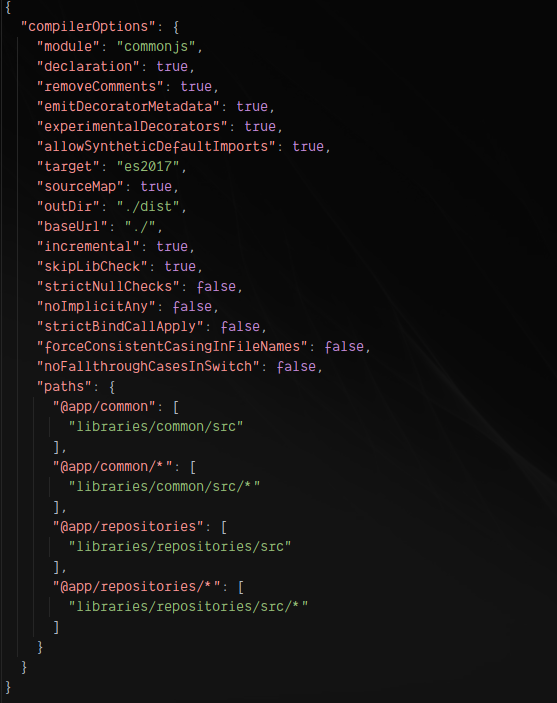 {
  "compilerOptions": {
    "module": "commonjs",
    "declaration": true,
    "removeComments": true,
    "emitDecoratorMetadata": true,
    "experimentalDecorators": true,
    "allowSyntheticDefaultImports": true,
    "target": "es2017",
    "sourceMap": true,
    "outDir": "./dist",
    "baseUrl": "./",
    "incremental": true,
    "skipLibCheck": true,
    "strictNullChecks": false,
    "noImplicitAny": false,
    "strictBindCallApply": false,
    "forceConsistentCasingInFileNames": false,
    "noFallthroughCasesInSwitch": false,
    "paths": {
      "@app/common": [
        "libraries/common/src"
      ],
      "@app/common/*": [
        "libraries/common/src/*"
      ],
      "@app/repositories": [
        "libraries/repositories/src"
      ],
      "@app/repositories/*": [
        "libraries/repositories/src/*"
      ]
    }
  }
}